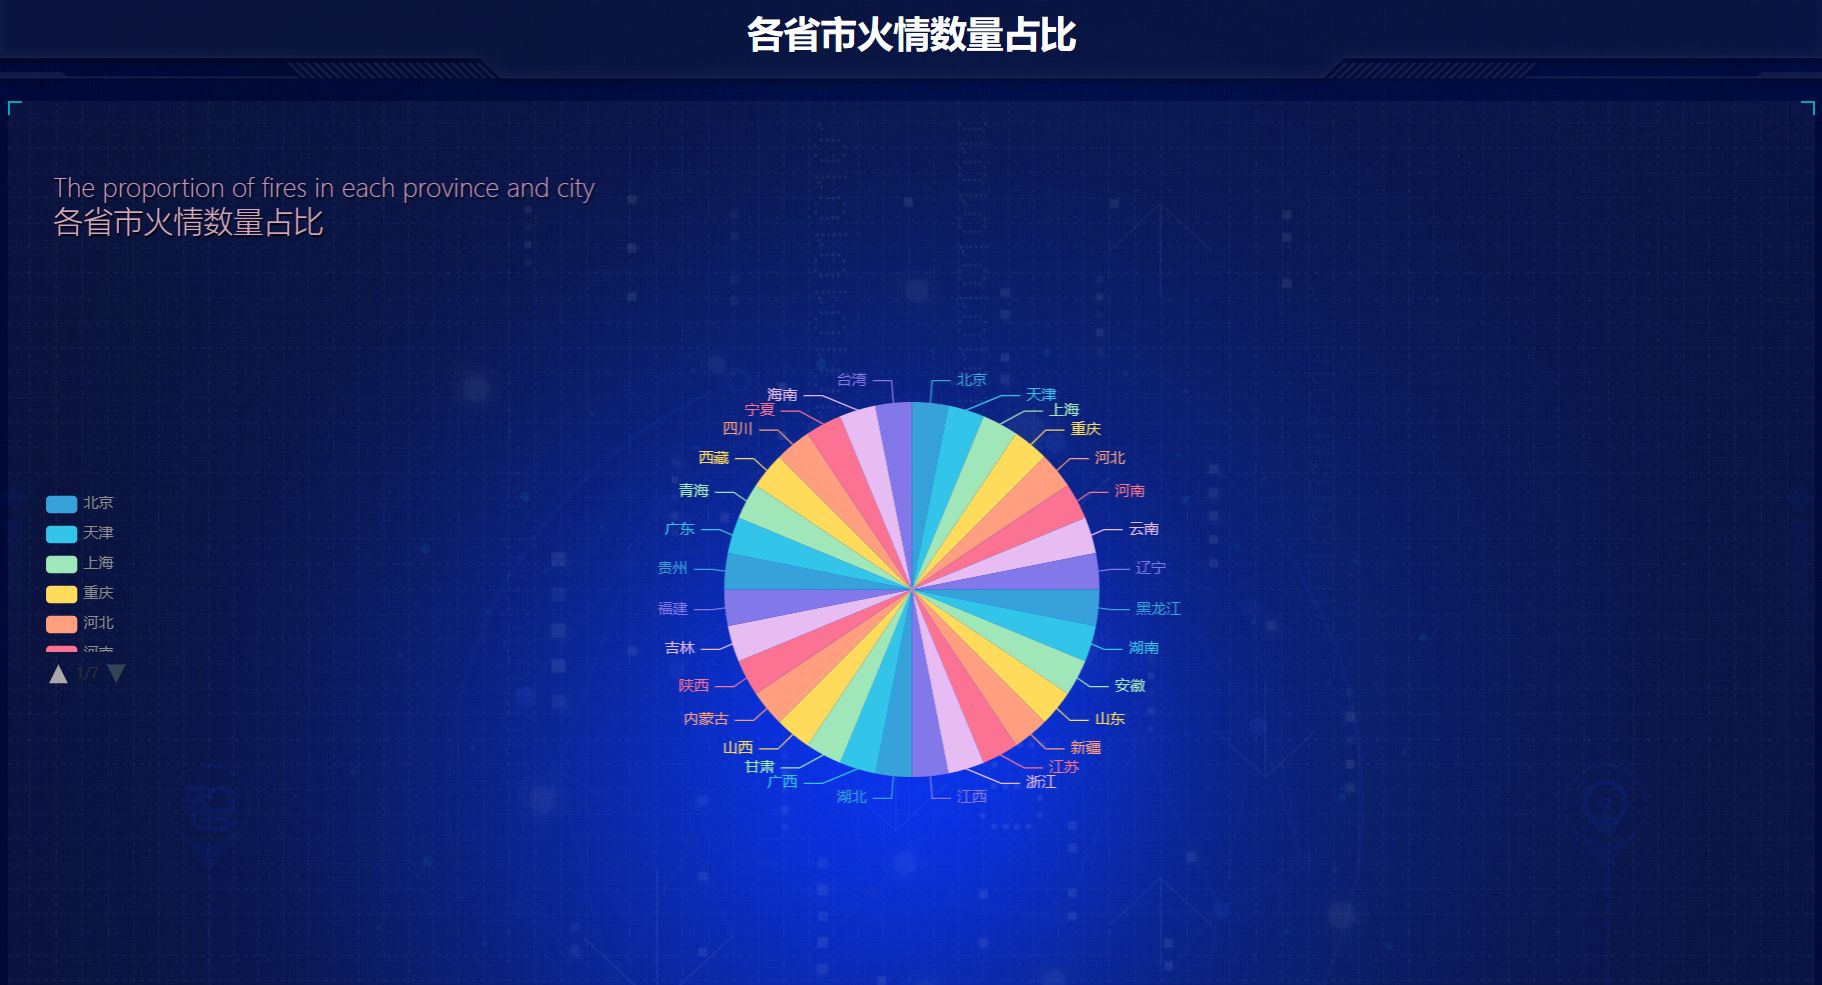 各省市火情数量占比
The proportion of fires in each province and city
各省市火情数量占比
台湾
北京
海南
天津
宁夏
上海
四川
重庆
西藏
河北
青海
河南
广东
云南
贵州
辽宁
福建
黑龙江
吉林
湖南
陕西
安徽
内蒙古
山东
山西
新疆
甘肃
江苏
广西
浙江
湖北
江西
北京
天津
上海
重庆
河北
河南
1/7